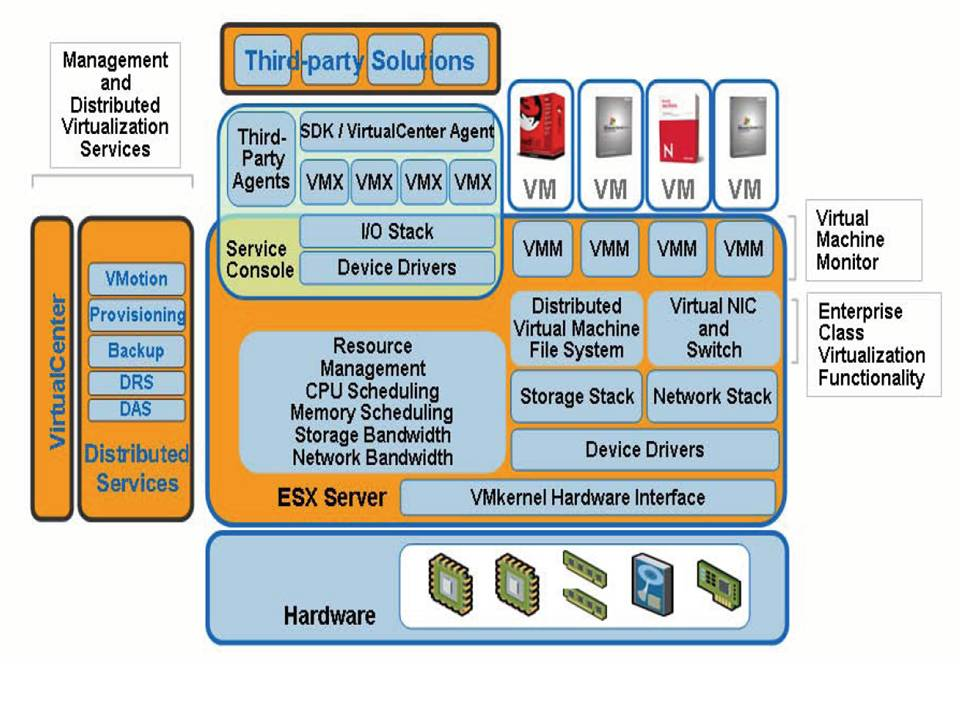 Management
and
Distributed
Virtualization
Services
VirtualCenter
VMotion
Provisioning
Backup
DRS
DAS
Distributed
Services
Third-party Solutions
Third-
Party
Agents
SDK / VirtualCenter Agent
VMX VMX VMX VMX
Service
Console
I/O Stack
Device Drivers
N
VM VM VM VM
VMM VMM VMM VMM
Virtual
Machine
Monitor
Distributed
Virtual Machine
File System
Virtual NIC
and
Switch
Enterprise
Class
Virtualization
Functionality
Resource
Management
CPU Scheduling
Memory Scheduling
Storage Bandwidth
Network Bandwidth
Storage Stack
Network Stack
Device Drivers
ESX Server
VMkernel Hardware Interface
Hardware